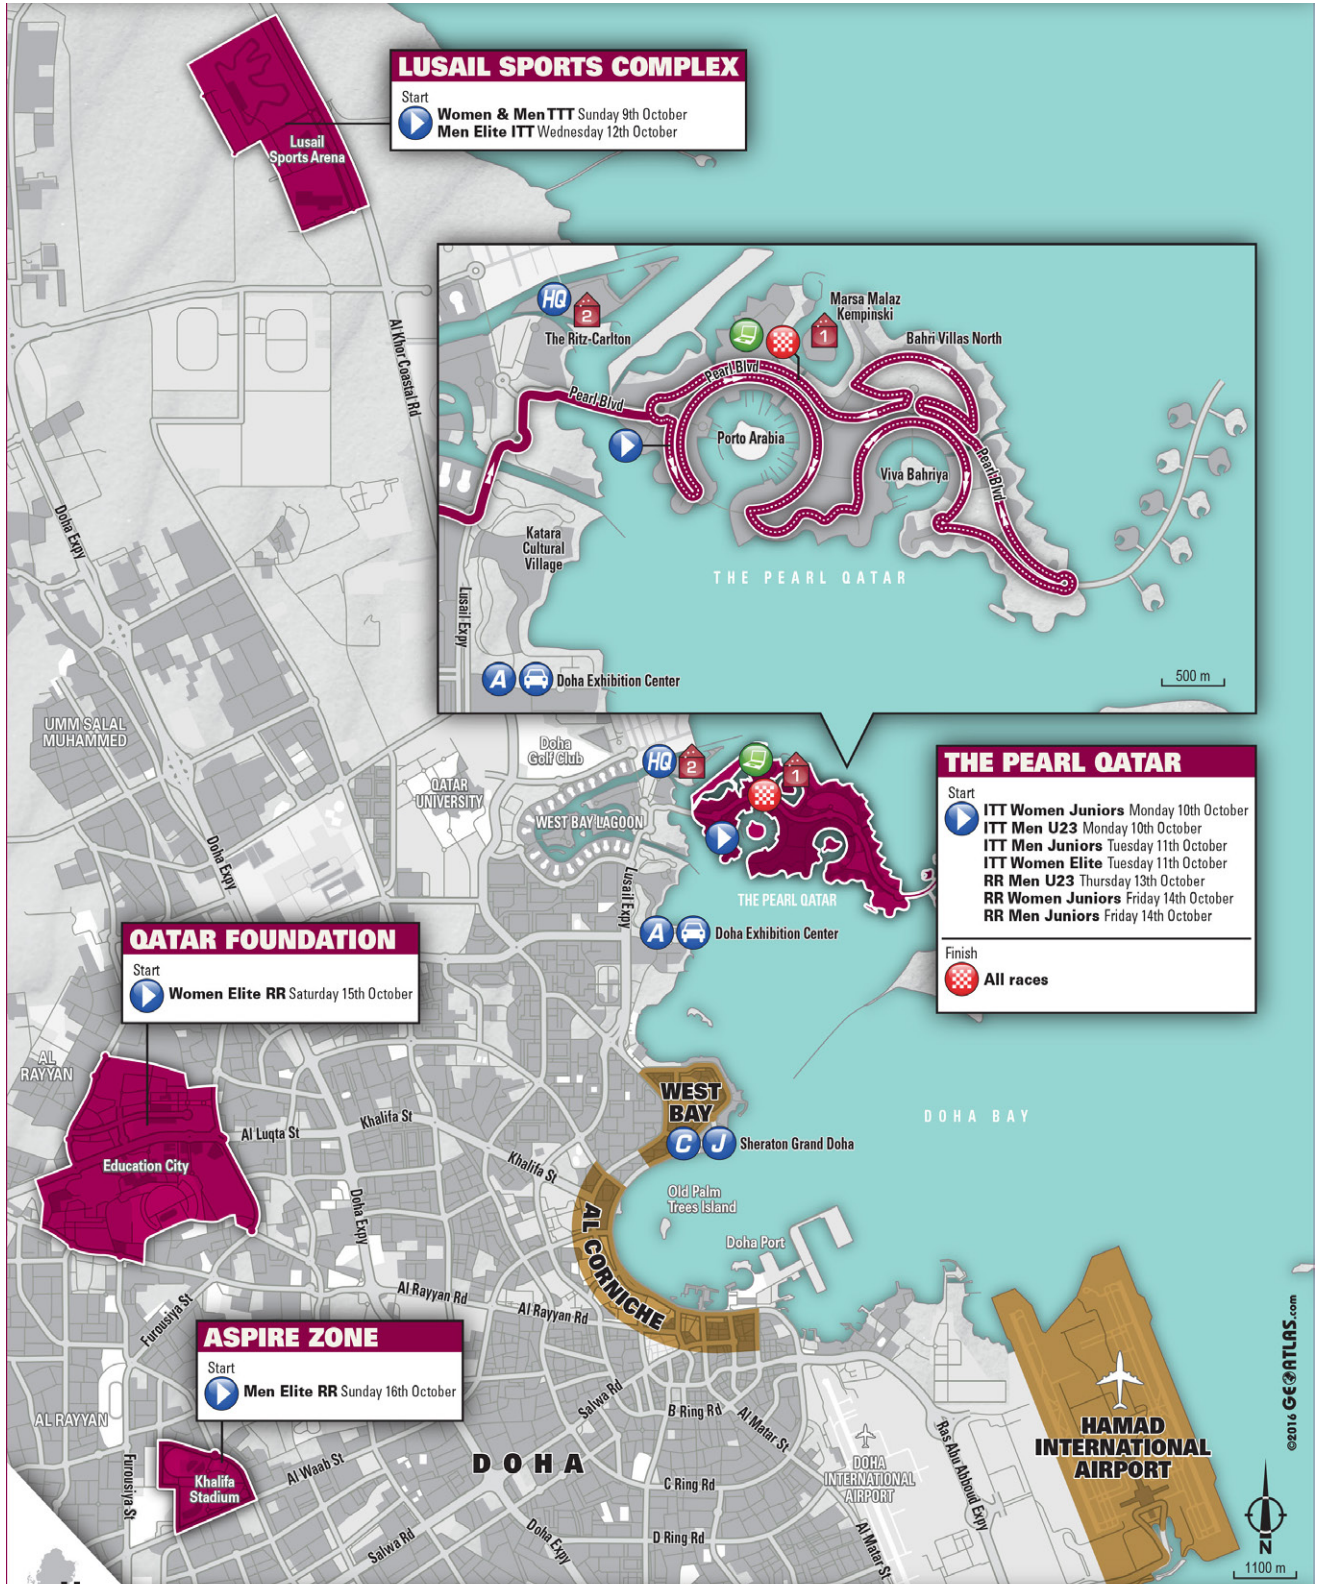 LUSAIL SPORTS COMPLEX
Start
Women & Men TTT Sunday 9th October
Men Elite ITT Wednesday 12th October
Lusail
Sports Arena
Al Khor Coastal Rd
HQ
2
The Ritz-Carlton
Marsa Malaz
Kempinski
1
Bahri Villas North
Pearl Blvd
Pearl Blvd
Porto Arabia
Viva Bahriya
Pearl Blvd
Katara
Cultural
Village
THE PEARL QATAR
Lusail Expy
A
Doha Exhibition Center
500 m
Doha Expy
UMM SALAL
MUHAMMED
Doha
Golf Club
HQ
2
1
QATAR
UNIVERSITY
WEST BAY LAGOON
Doha Expy
Lusail Expy
THE PEARL QATAR
A
Doha Exhibition Center
THE PEARL QATAR
Start
ITT Women Juniors Monday 10th October
ITT Men U23 Monday 10th October
ITT Men Juniors Tuesday 11th October
ITT Women Elite Tuesday 11th October
RR Men U23 Thursday 13th October
RR Women Juniors Friday 14th October
RR Men Juniors Friday 14th October
Finish
All races
QATAR FOUNDATION
Start
Women Elite RR Saturday 15th October
AL
RAYYAN
Education City
Al Luqta St
Khalifa St
Khalifa St
WEST
BAY
C
J
Sheraton Grand Doha
DOHA BAY
Old Palm
Trees Island
Doha Port
AL CORNICHE
Doha Expy
Al Rayyan Rd
Al Rayyan Rd
Furousiya St
ASPIRE ZONE
Start
Men Elite RR Sunday 16th October
AL RAYYAN
Furousiya St
Khalifa
Stadium
Al Waab St
Salwa Rd
Salwa Rd
DOHA
Doha Expy
B Ring Rd
C Ring Rd
D Ring Rd
Al Matar St
Al Matar St
DOHA
INTERNATIONAL
AIRPORT
Ras Abu Abboud Expy
HAMAD
INTERNATIONAL
AIRPORT
©2016 GEOATLAS.com
N
1100 m